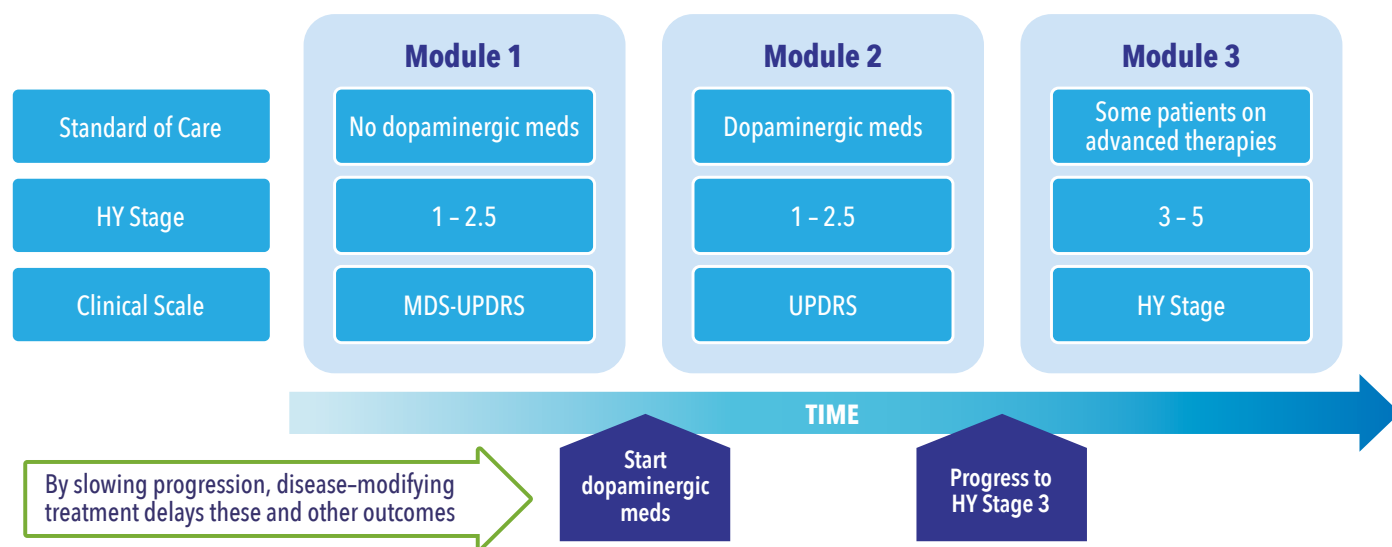 Module 1
Module 2
Module 3
Standard of Care
No dopaminergic meds
Dopaminergic meds
Some patients on
advanced therapies
HY Stage
1 – 2.5
1 – 2.5
3 – 5
Clinical Scale
MDS-UPDRS
UPDRS
HY Stage
TIME
By slowing progression, disease–modifying
treatment delays these and other outcomes
Start
dopaminergic
meds
Progress to
HY Stage 3